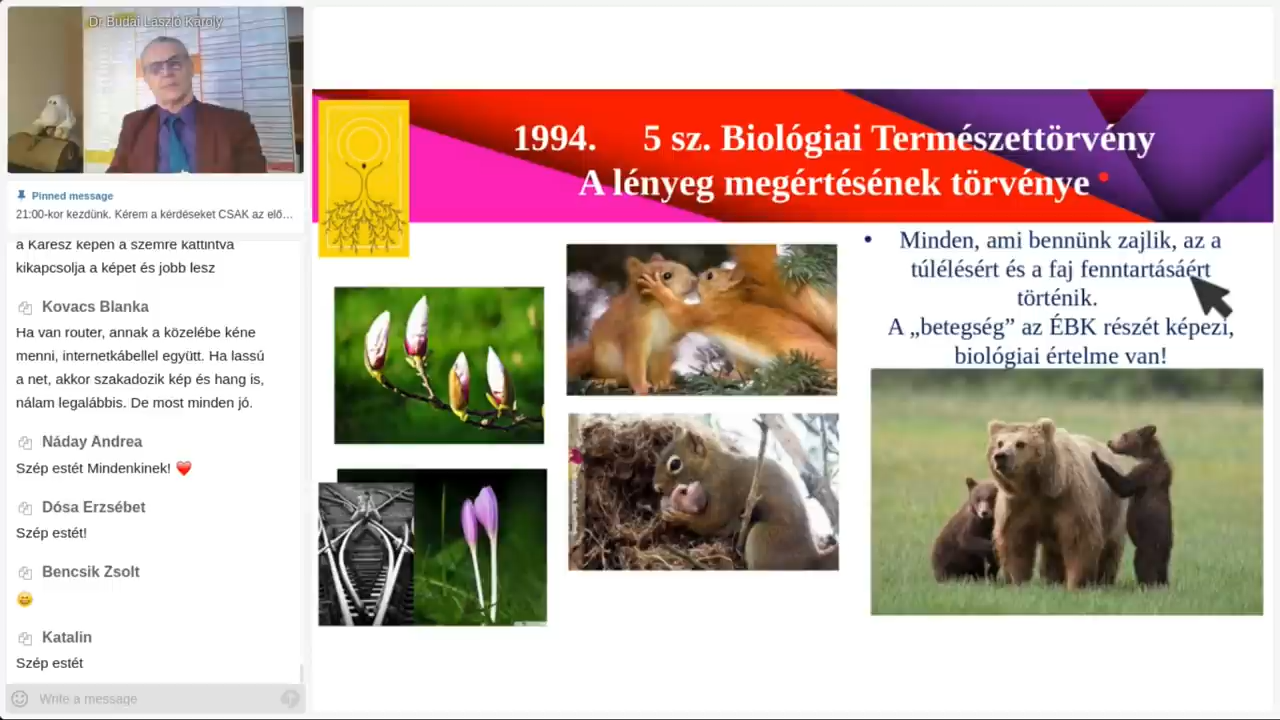 Dr Budai László Károly
Pinned message
21:00-kor kezdünk. Kérem a kérdéseket CSAK az elő…
a Karesz képén a szemre kattintva
kikapcsolja a képet és jobb lesz
Kovacs Blanka
Ha van router, annak a közelébe kéne
menni, internetkábellel együtt. Ha lassú
a net, akkor szakadozik kép és hang is,
nálam legalábbis. De most minden jó.
Náday Andrea
Szép estét Mindenkinek! ❤️
Dósa Erzsébet
Szép estét!
Bencsik Zsolt
😄
Katalin
Szép estét
Write a message
1994. 5 sz. Biológiai Természettörvény
A lényeg megértésének törvénye
• Minden, ami bennünk zajlik, az a
túlélésért és a faj fenntartásáért
történik.
A „betegség” az ÉBK részét képezi,
biológiai értelme van!